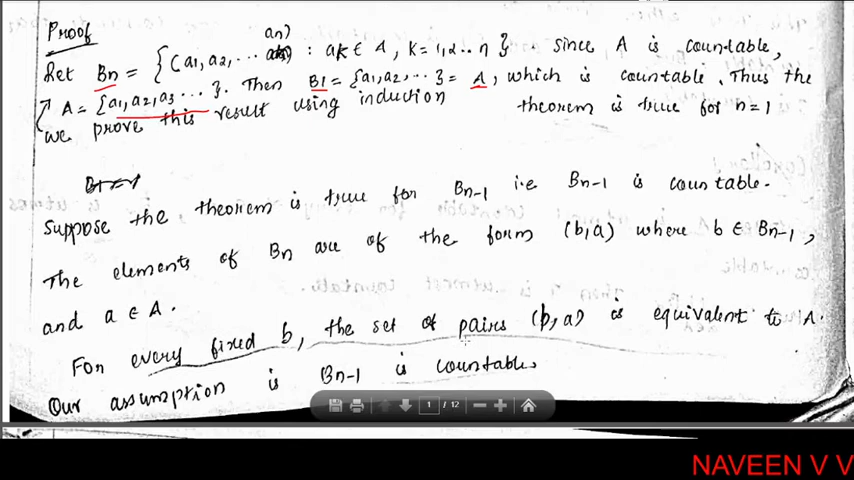 Proof
Let Bn = { (a1, a2, ... an) : ak ∈ A, k = 1,2 .. n } . since A is countable,
A = {a1, a2, a3 ... }. Then B1 = {a1, a2 ... } = A, which is countable. Thus the
we prove this result using induction theorem is true for n = 1
Suppose the theorem is true for Bn-1 i.e Bn-1 is countable.
The elements of Bn are of the form (b, a) where b ∈ Bn-1,
and a ∈ A.
For every fixed b, the set of pairs (b, a) is equivalent to A.
Our assumption is Bn-1 is countable.
1 / 12
NAVEEN V V